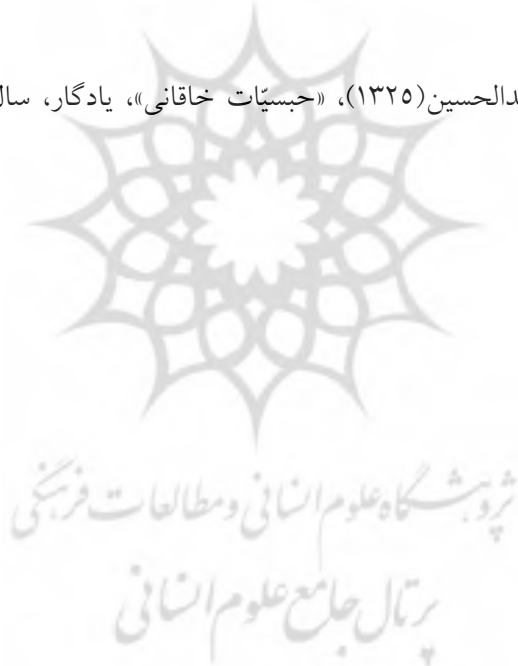 دالحسین(۱۳۲۵)، «حبسیّات خاقانی»، یادگار، سال
پژوهشگاه علوم انسانی و مطالعات فرهنگی
پرتال جامع علوم انسانی